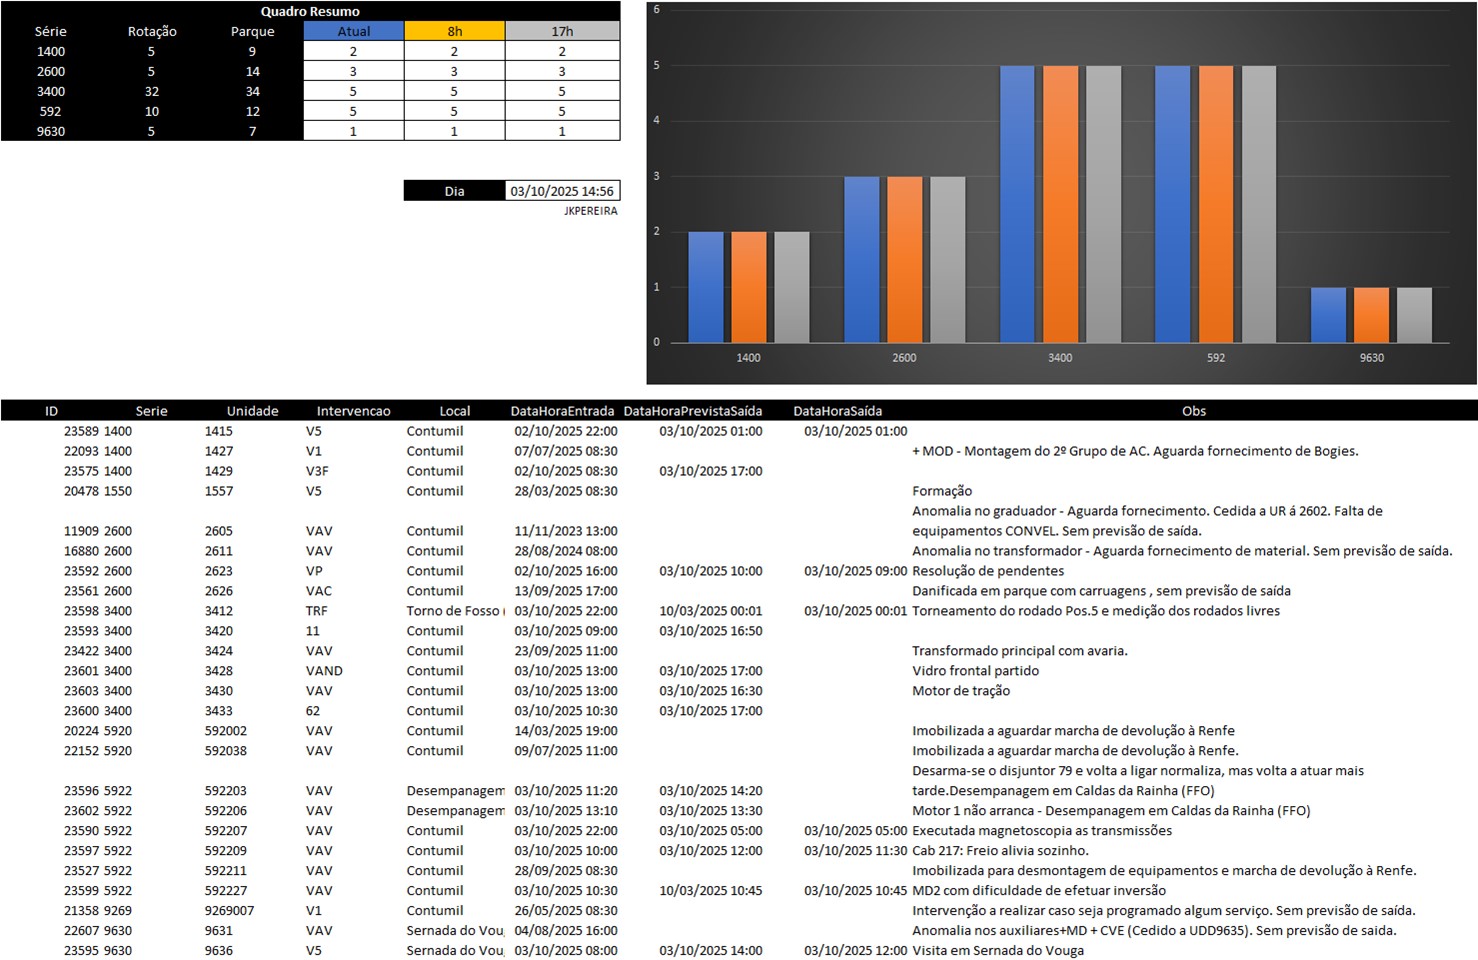 Quadro Resumo
Série Rotação Parque Atual 8h 17h
1400 5 9 2 2 2
2600 5 14 3 3 3
3400 32 34 5 5 5
592 10 12 5 5 5
9630 5 7 1 1 1
Dia 03/10/2025 14:56
JKPEREIRA
6
5
4
3
2
1
0
1400 2600 3400 592 9630
ID Serie Unidade Intervencao Local DataHoraEntrada DataHoraPrevistaSaída DataHoraSaída Obs
23589 1400 1415 V5 Contumil 02/10/2025 22:00 03/10/2025 01:00 03/10/2025 01:00
22093 1400 1427 V1 Contumil 07/07/2025 08:30 + MOD - Montagem do 2º Grupo de AC. Aguarda fornecimento de Bogies.
23575 1400 1429 V3F Contumil 02/10/2025 08:30 03/10/2025 17:00
20478 1550 1557 V5 Contumil 28/03/2025 08:30 Formação
Anomalia no graduador - Aguarda fornecimento. Cedida a UR á 2602. Falta de
11909 2600 2605 VAV Contumil 11/11/2023 13:00 equipamentos CONVEL. Sem previsão de saída.
16880 2600 2611 VAV Contumil 28/08/2024 08:00 Anomalia no transformador - Aguarda fornecimento de material. Sem previsão de saída.
23592 2600 2623 VP Contumil 02/10/2025 16:00 03/10/2025 10:00 03/10/2025 09:00 Resolução de pendentes
23561 2600 2626 VAC Contumil 13/09/2025 17:00 Danificada em parque com carruagens , sem previsão de saída
23598 3400 3412 TRF Torno de Fosso ( 03/10/2025 22:00 10/03/2025 00:01 03/10/2025 00:01 Torneamento do rodado Pos.5 e medição dos rodados livres
23593 3400 3420 11 Contumil 03/10/2025 09:00 03/10/2025 16:50
23422 3400 3424 VAV Contumil 23/09/2025 11:00 Transformado principal com avaria.
23601 3400 3428 VAND Contumil 03/10/2025 13:00 03/10/2025 17:00 Vidro frontal partido
23603 3400 3430 VAV Contumil 03/10/2025 13:00 03/10/2025 16:30 Motor de tração
23600 3400 3433 62 Contumil 03/10/2025 10:30 03/10/2025 17:00
20224 5920 592002 VAV Contumil 14/03/2025 19:00 Imobilizada a aguardar marcha de devolução à Renfe
22152 5920 592038 VAV Contumil 09/07/2025 11:00 Imobilizada a aguardar marcha de devolução à Renfe.
Desarma-se o disjuntor 79 e volta a ligar normaliza, mas volta a atuar mais
23596 5922 592203 VAV Desempanagem 03/10/2025 11:20 03/10/2025 14:20 tarde.Desempanagem em Caldas da Rainha (FFO)
23602 5922 592206 VAV Desempanagem 03/10/2025 13:10 03/10/2025 13:30 Motor 1 não arranca - Desempanagem em Caldas da Rainha (FFO)
23590 5922 592207 VAV Contumil 03/10/2025 22:00 03/10/2025 05:00 03/10/2025 05:00 Executada magnetoscopia as transmissões
23597 5922 592209 VAV Contumil 03/10/2025 10:00 03/10/2025 12:00 03/10/2025 11:30 Cab 217: Freio alivia sozinho.
23527 5922 592211 VAV Contumil 28/09/2025 08:30 Imobilizada para desmontagem de equipamentos e marcha de devolução à Renfe.
23599 5922 592227 VAV Contumil 03/10/2025 10:30 10/03/2025 10:45 03/10/2025 10:45 MD2 com dificuldade de efetuar inversão
21358 9269 9269007 V1 Contumil 26/05/2025 08:30 Intervenção a realizar caso seja programado algum serviço. Sem previsão de saída.
22607 9630 9631 VAV Sernada do Vou 04/08/2025 16:00 Anomalia nos auxiliares+MD + CVE (Cedido a UDD9635). Sem previsão de saida.
23595 9630 9636 V5 Sernada do Vou 03/10/2025 08:00 03/10/2025 14:00 03/10/2025 12:00 Visita em Sernada do Vouga